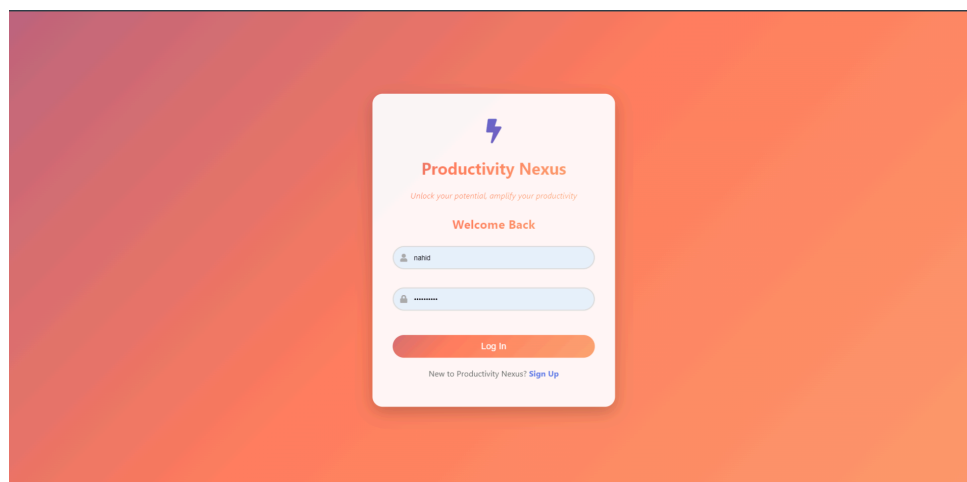 Productivity Nexus
Unlock your potential, amplify your productivity
Welcome Back
nahid
••••••••••
Log In
New to Productivity Nexus? Sign Up